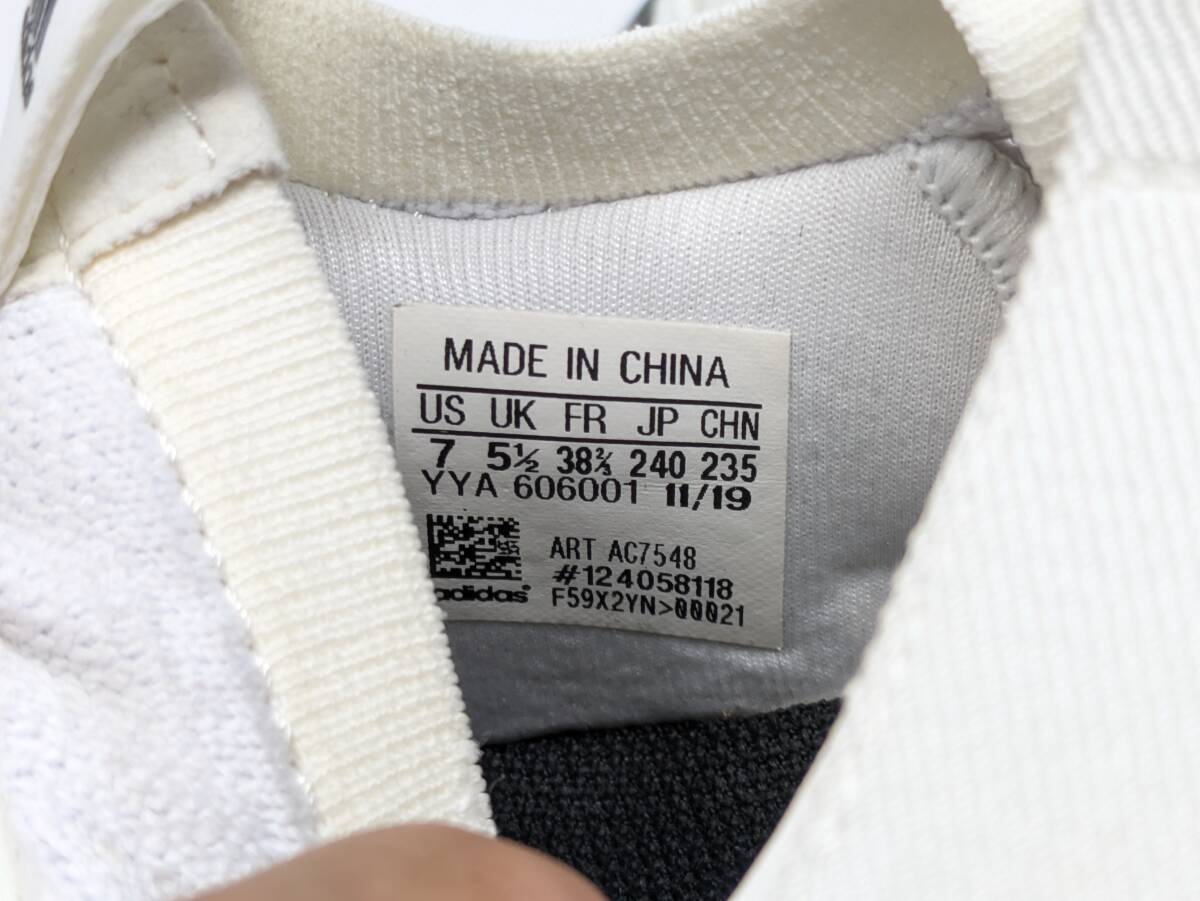 MADE IN CHINA
US UK FR JP CHN
7 5½ 38⅔ 240 235
YYA 606001 11/19
ART AC7548
#124058118
adidas
F59X2YN>00021